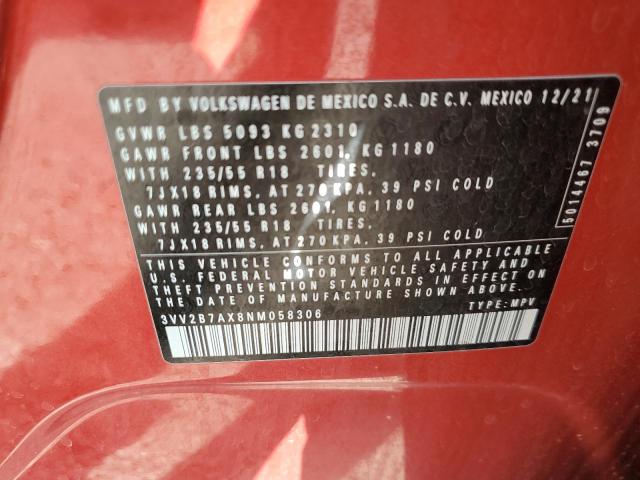 MFD BY VOLKSWAGEN DE MEXICO S.A. DE C.V. MEXICO 12/21
GVWR LBS 5093 KG 2310
GAWR FRONT LBS 2601, KG 1180
WITH 235/55 R18 TIRES,
7JX18 RIMS, AT 270 KPA, 39 PSI COLD
GAWR REAR LBS 2601, KG 1180
WITH 235/55 R18 TIRES,
7JX18 RIMS, AT 270 KPA, 39 PSI COLD
THIS VEHICLE CONFORMS TO ALL APPLICABLE
U.S. FEDERAL MOTOR VEHICLE SAFETY AND
THEFT PREVENTION STANDARDS IN EFFECT ON
THE DATE OF MANUFACTURE SHOWN ABOVE
3VV2B7AX8NM058306 TYPE: MPV
5014467 3709